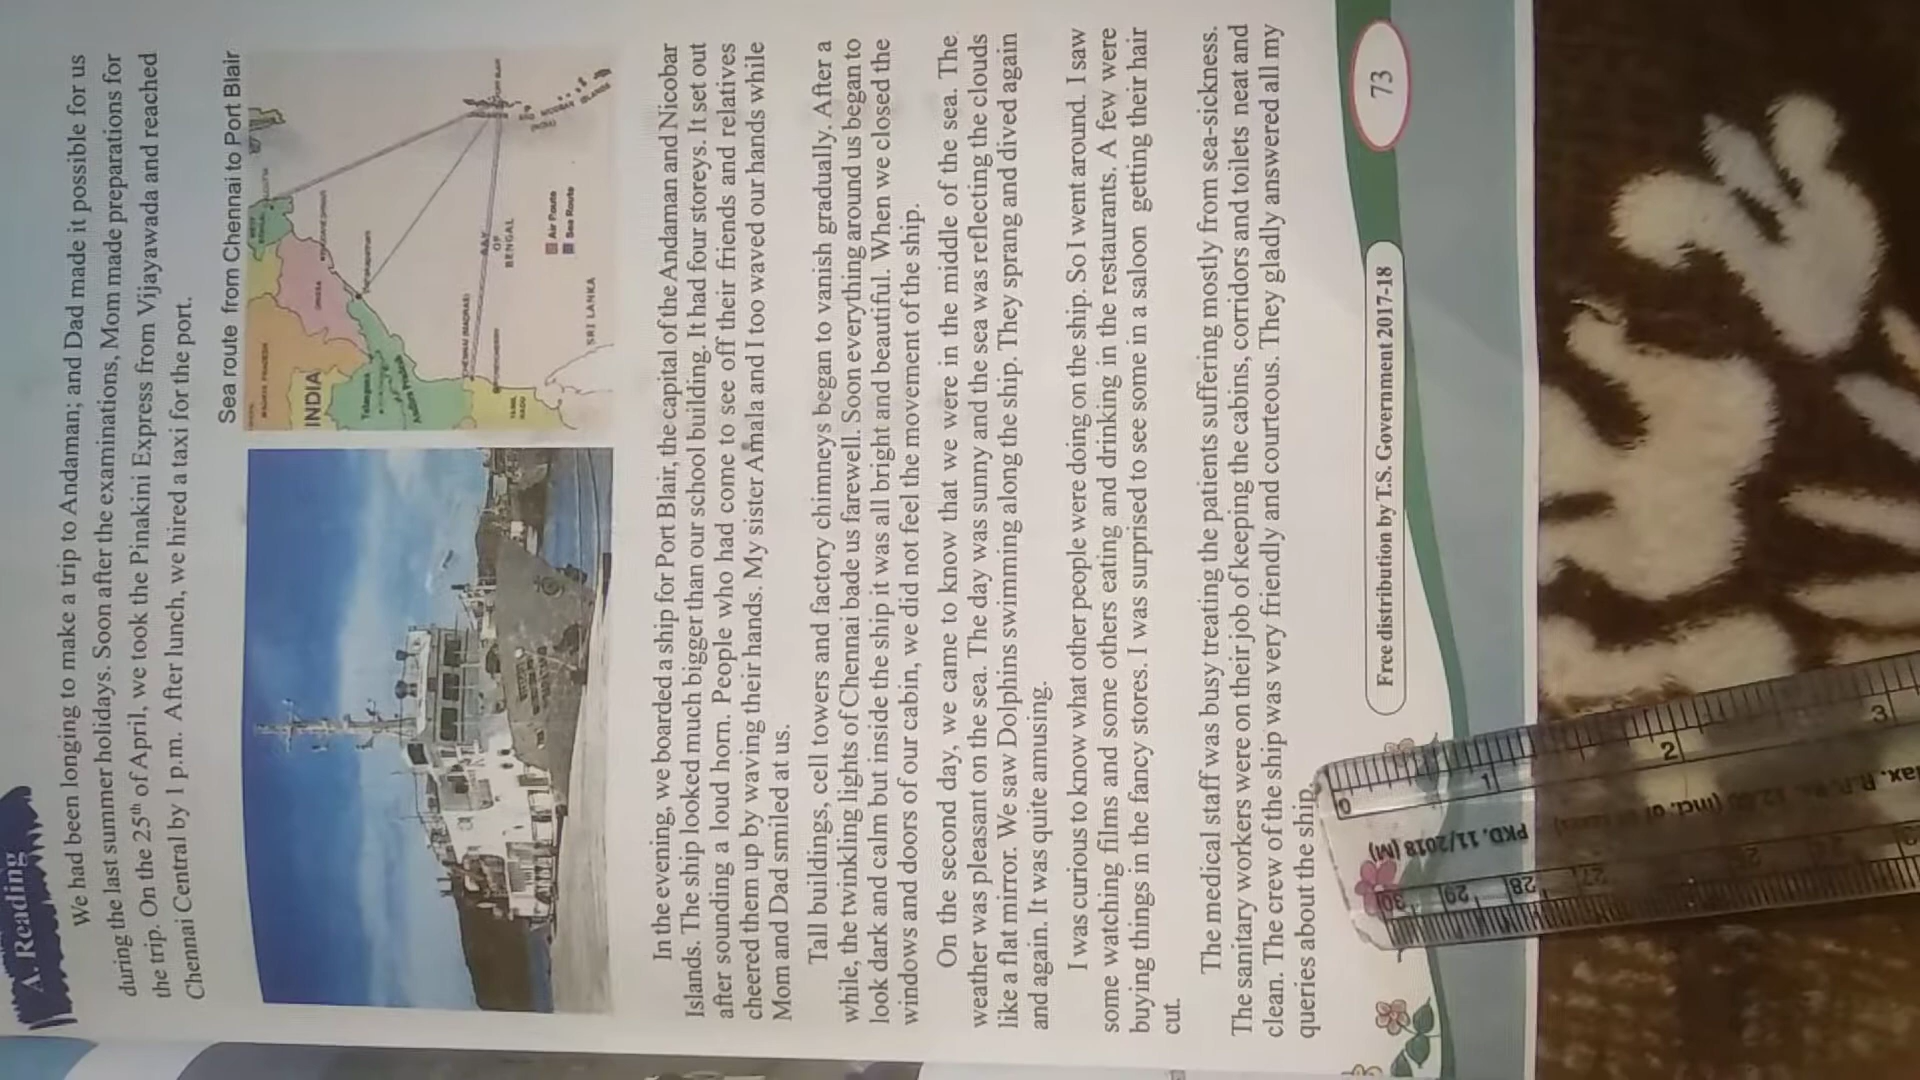 A. Reading
We had been longing to make a trip to Andaman; and Dad made it possible for us
during the last summer holidays. Soon after the examinations, Mom made preparations for
the trip. On the 25th of April, we took the Pinakini Express from Vijayawada and reached
Chennai Central by 1 p.m. After lunch, we hired a taxi for the port.
Sea route from Chennai to Port Blair
INDIA
Telangana
Andhra Pradesh
TAMIL
NADU
CHENNAI (MADRAS)
BAY
OF
BENGAL
Air Route
Sea Route
SRI LANKA
In the evening, we boarded a ship for Port Blair, the capital of the Andaman and Nicobar
Islands. The ship looked much bigger than our school building. It had four storeys. It set out
after sounding a loud horn. People who had come to see off their friends and relatives
cheered them up by waving their hands. My sister Amala and I too waved our hands while
Mom and Dad smiled at us.
Tall buildings, cell towers and factory chimneys began to vanish gradually. After a
while, the twinkling lights of Chennai bade us farewell. Soon everything around us began to
look dark and calm but inside the ship it was all bright and beautiful. When we closed the
windows and doors of our cabin, we did not feel the movement of the ship.
On the second day, we came to know that we were in the middle of the sea. The
weather was pleasant on the sea. The day was sunny and the sea was reflecting the clouds
like a flat mirror. We saw Dolphins swimming along the ship. They sprang and dived again
and again. It was quite amusing.
I was curious to know what other people were doing on the ship. So I went around. I saw
some watching films and some others eating and drinking in the restaurants. A few were
buying things in the fancy stores. I was surprised to see some in a saloon getting their hair
cut.
The medical staff was busy treating the patients suffering mostly from sea-sickness.
The sanitary workers were on their job of keeping the cabins, corridors and toilets neat and
clean. The crew of the ship was very friendly and courteous. They gladly answered all my
queries about the ship.
Free distribution by T.S. Government 2017-18
73
0 1 2 3
PKD. 11/2018 (M)
30 29 28 27